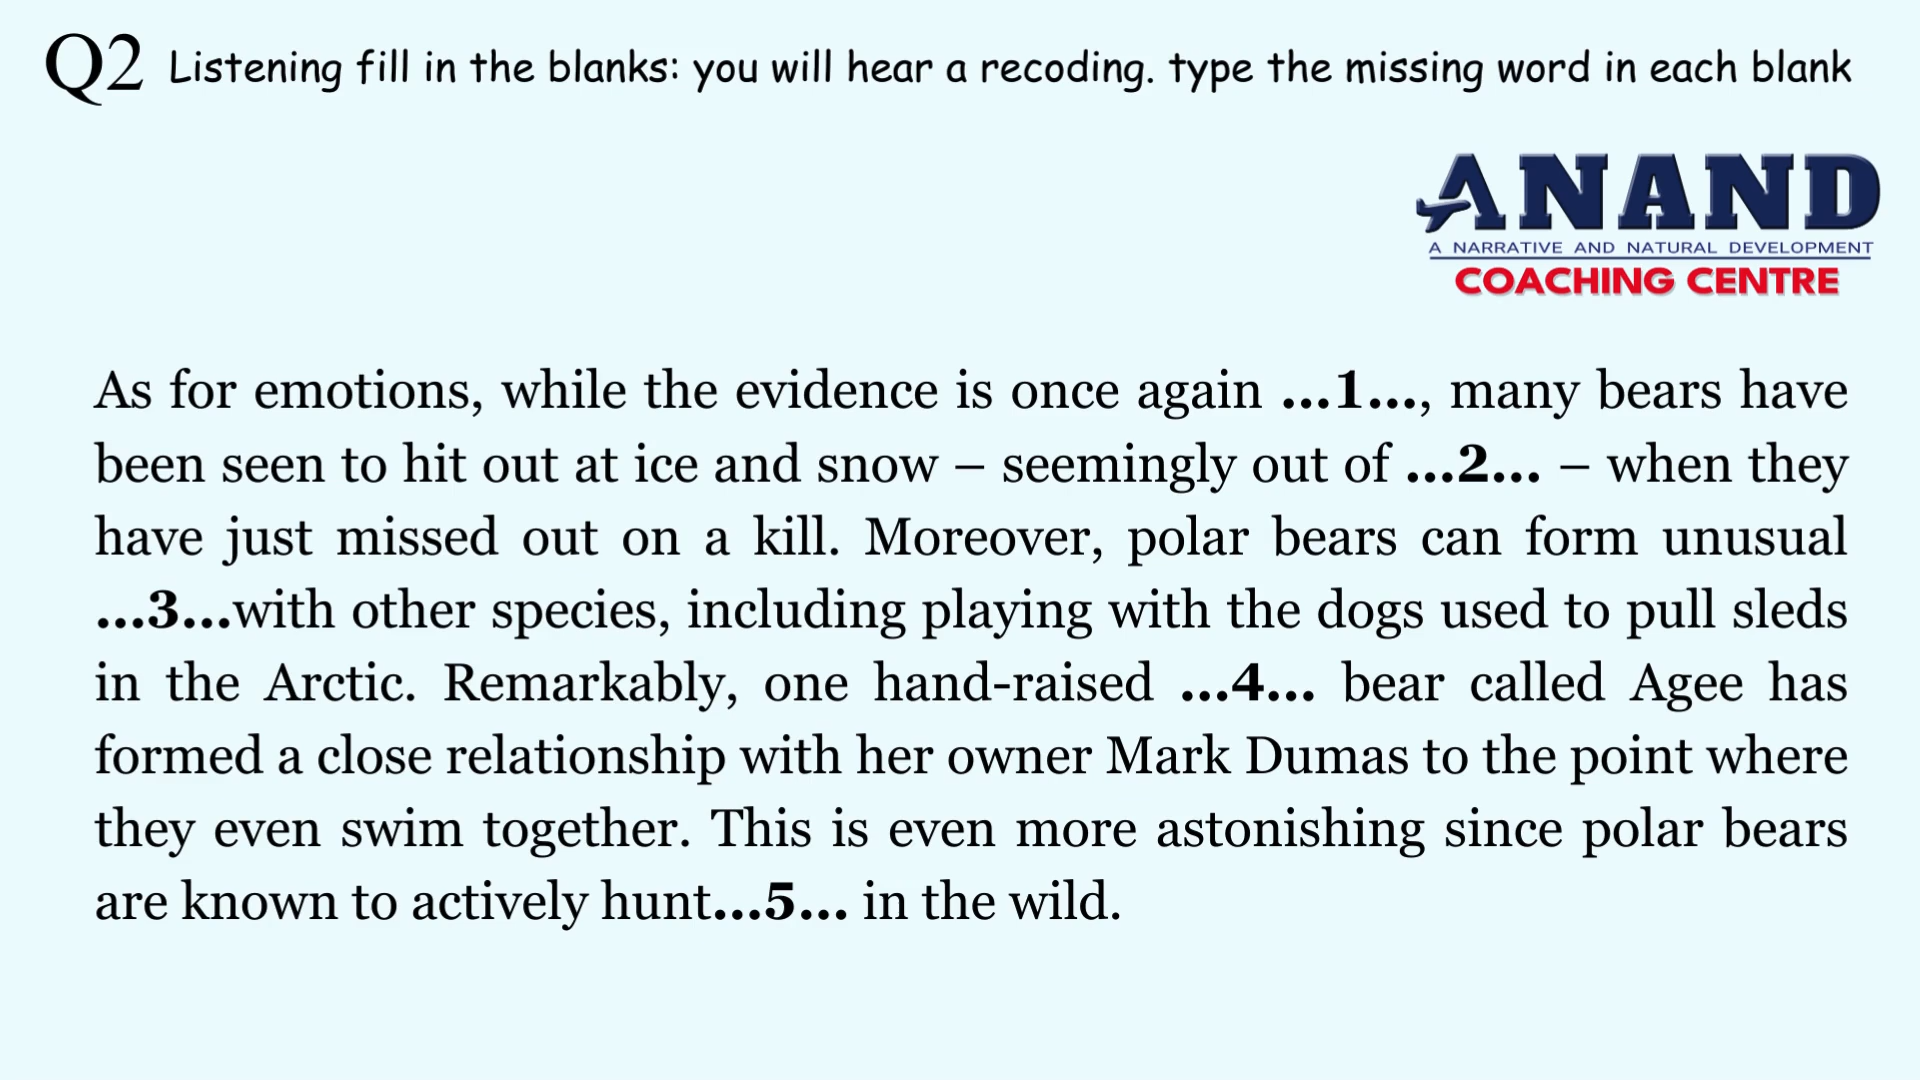 Q2 Listening fill in the blanks: you will hear a recoding. type the missing word in each blank
ANAND
A NARRATIVE AND NATURAL DEVELOPMENT
COACHING CENTRE
As for emotions, while the evidence is once again ...1..., many bears have
been seen to hit out at ice and snow – seemingly out of ...2... – when they
have just missed out on a kill. Moreover, polar bears can form unusual
...3...with other species, including playing with the dogs used to pull sleds
in the Arctic. Remarkably, one hand-raised ...4... bear called Agee has
formed a close relationship with her owner Mark Dumas to the point where
they even swim together. This is even more astonishing since polar bears
are known to actively hunt...5... in the wild.